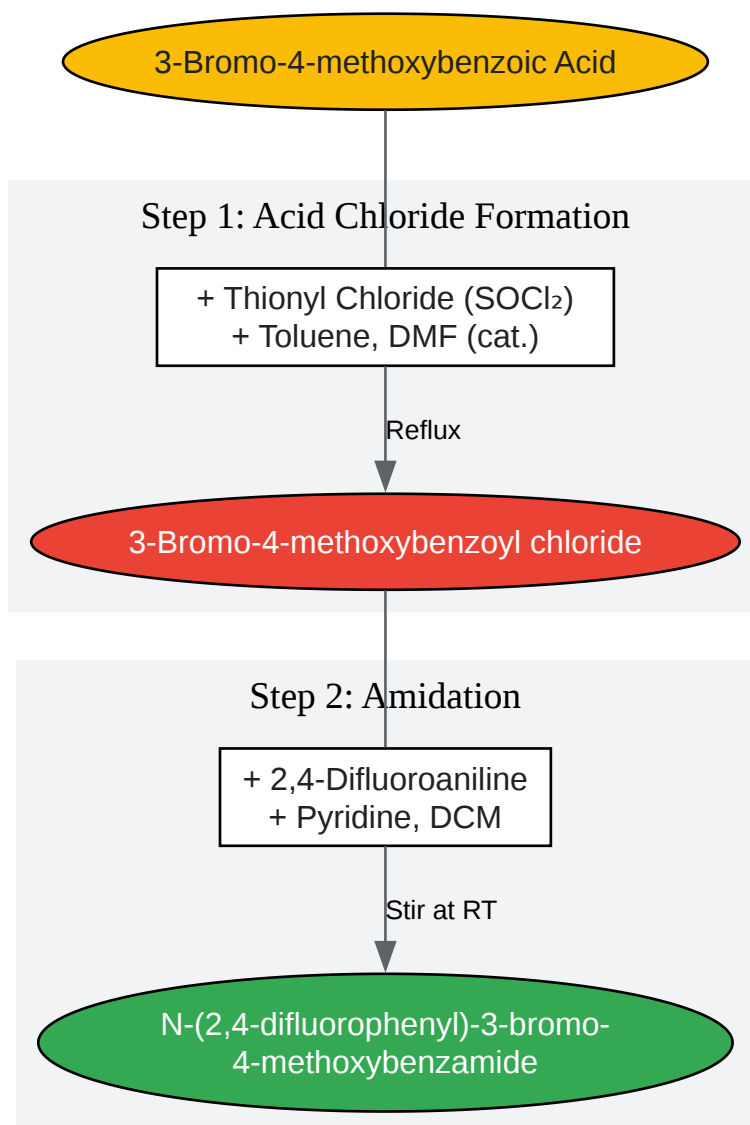 3-Bromo-4-methoxybenzoic Acid
Step 1: Acid Chloride Formation
+ Thionyl Chloride (SOCl₂)
+ Toluene, DMF (cat.)
Reflux
3-Bromo-4-methoxybenzoyl chloride
Step 2: Amidation
+ 2,4-Difluoroaniline
+ Pyridine, DCM
Stir at RT
N-(2,4-difluorophenyl)-3-bromo-
4-methoxybenzamide